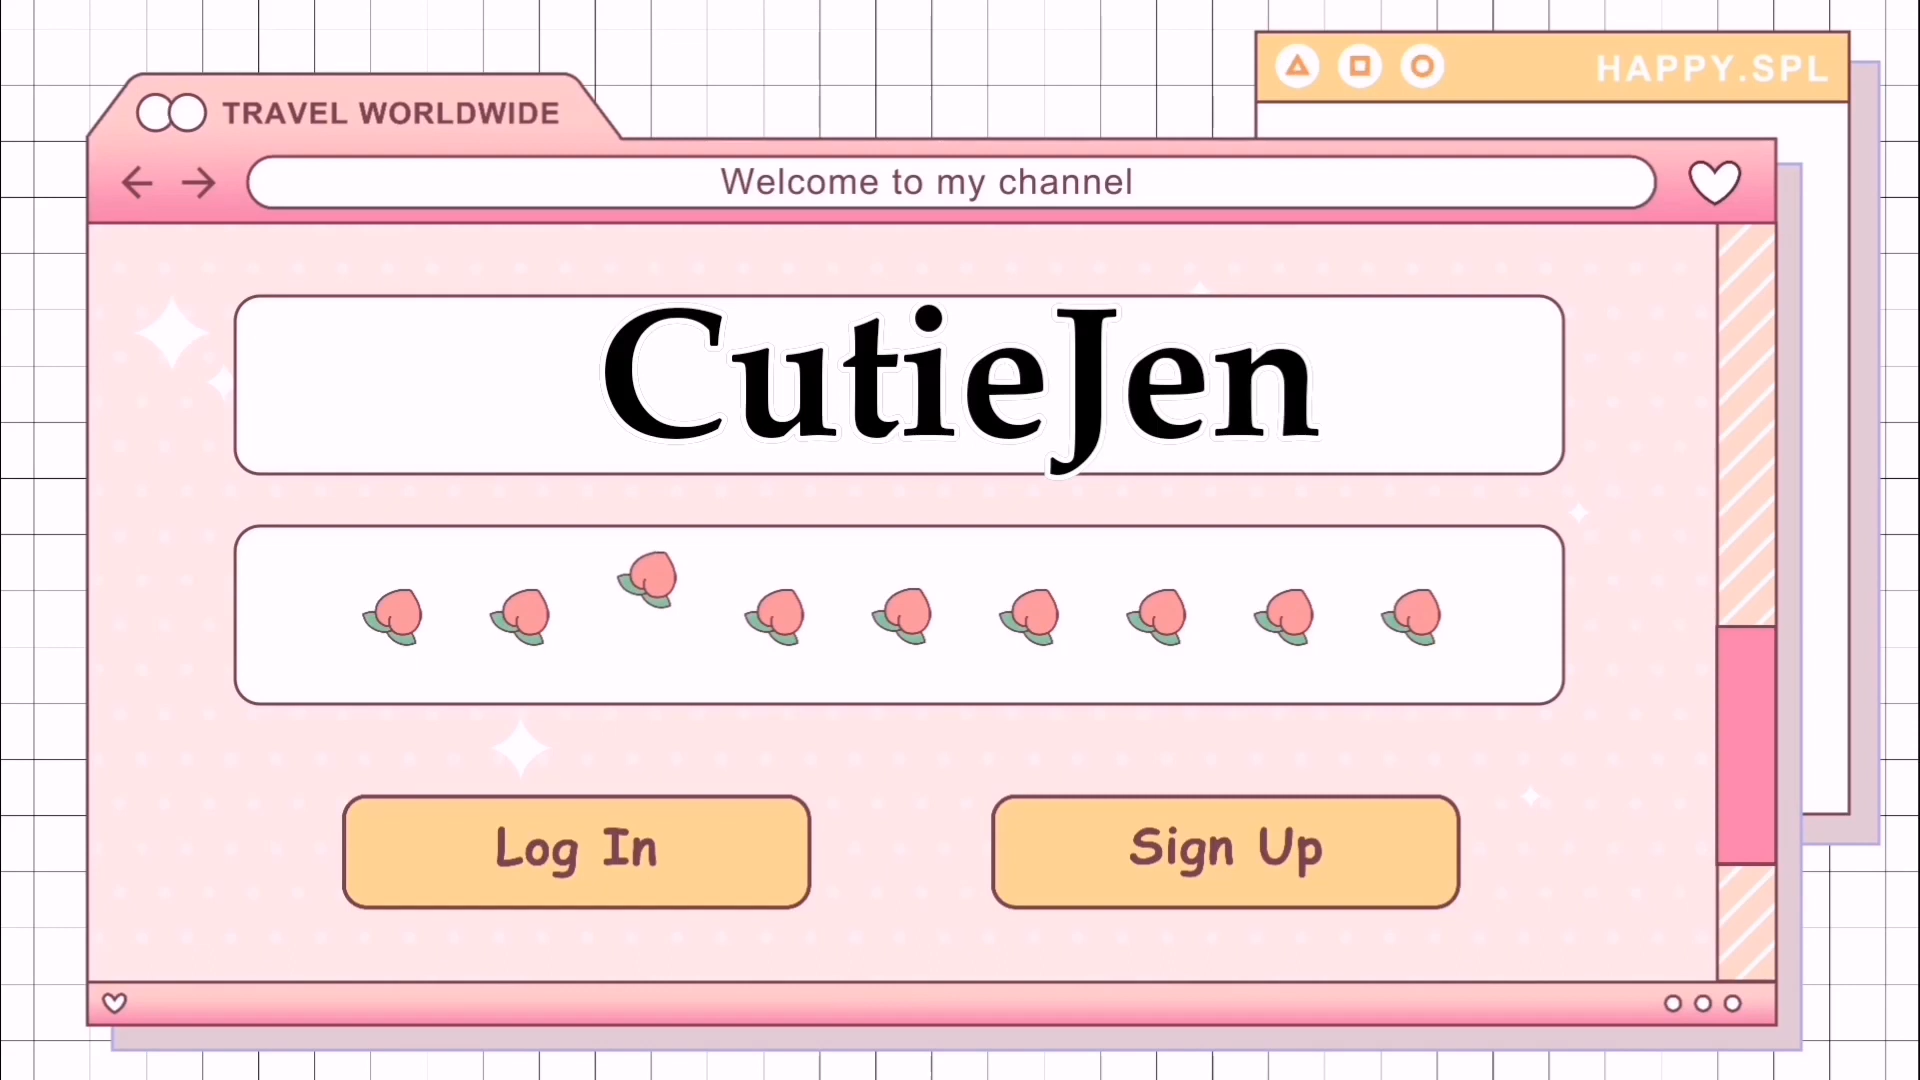 HAPPY.SPL
TRAVEL WORLDWIDE
Welcome to my channel
CutieJen
Log In
Sign Up